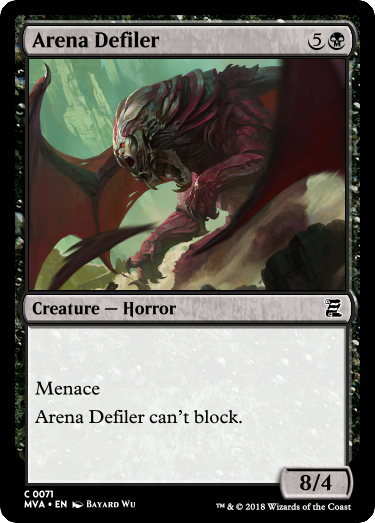 Arena Defiler 5
Creature — Horror
Menace
Arena Defiler can't block.
8/4
C 0071
MVA • EN Bayard Wu
™ & © 2018 Wizards of the Coast